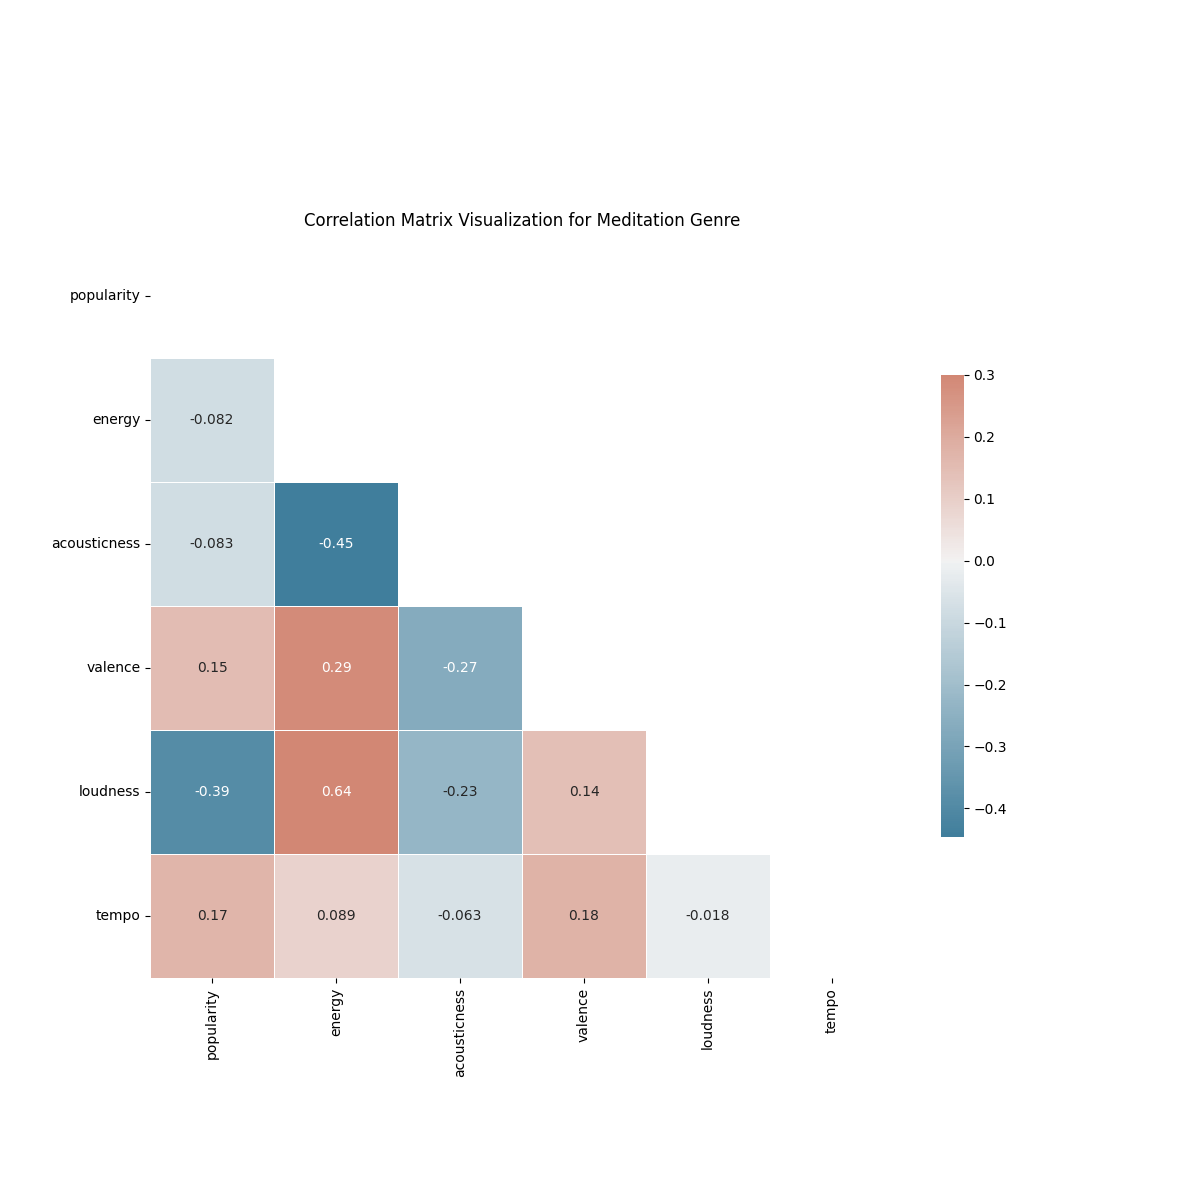 Correlation Matrix Visualization for Meditation Genre
popularity
energy -0.082
acousticness -0.083 -0.45
valence 0.15 0.29 -0.27
loudness -0.39 0.64 -0.23 0.14
tempo 0.17 0.089 -0.063 0.18 -0.018
popularity energy acousticness valence loudness tempo
0.3
0.2
0.1
0.0
−0.1
−0.2
−0.3
−0.4